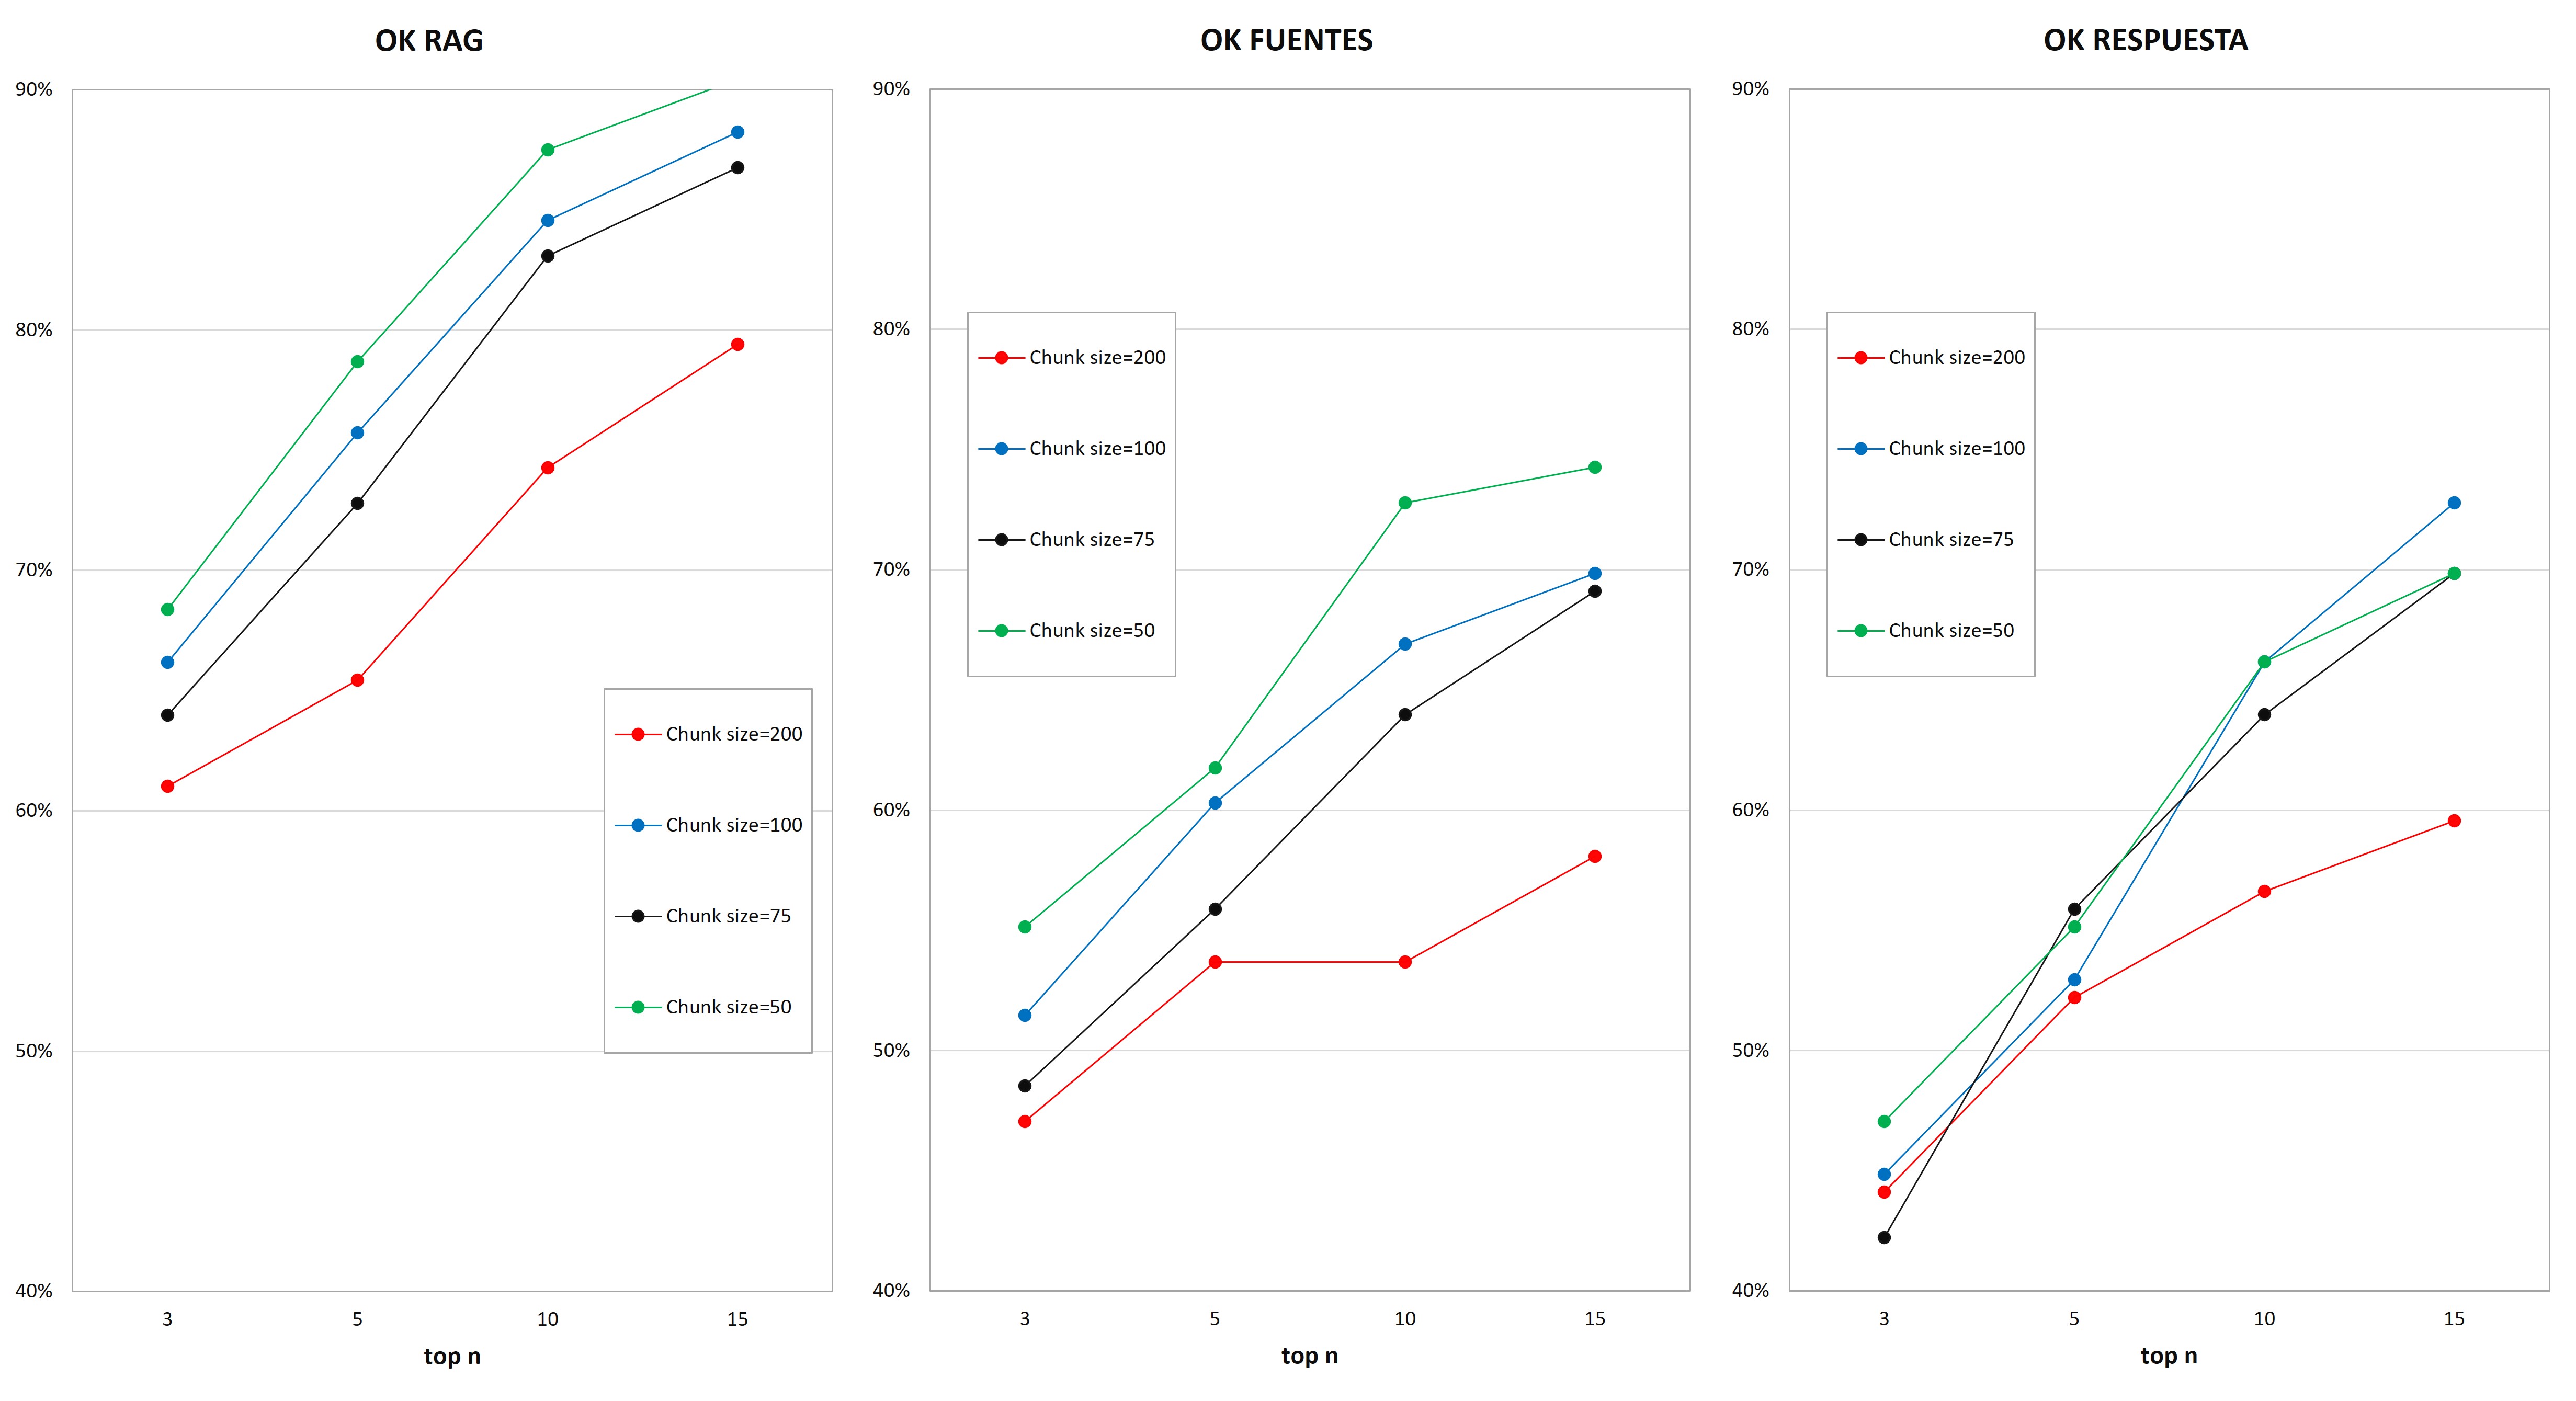 OK RAG
90%
80%
70%
60%
50%
40%
3 5 10 15
top n
Chunk size=200
Chunk size=100
Chunk size=75
Chunk size=50
OK FUENTES
90%
80%
70%
60%
50%
40%
3 5 10 15
top n
Chunk size=200
Chunk size=100
Chunk size=75
Chunk size=50
OK RESPUESTA
90%
80%
70%
60%
50%
40%
3 5 10 15
top n
Chunk size=200
Chunk size=100
Chunk size=75
Chunk size=50